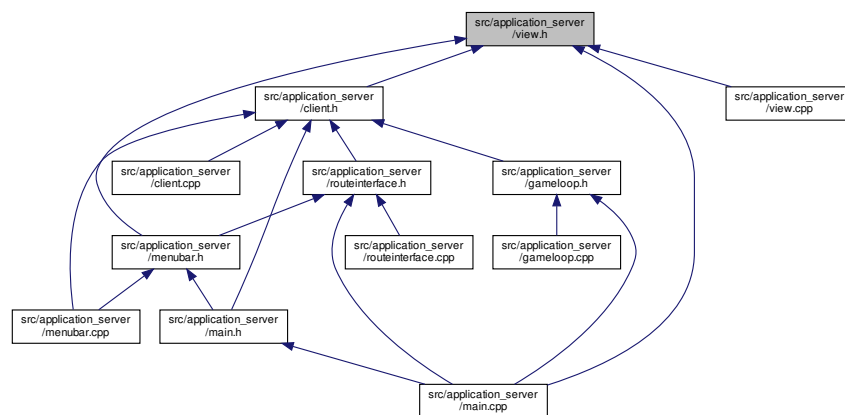 src/application_server
/view.h
src/application_server
/client.h
src/application_server
/view.cpp
src/application_server
/client.cpp
src/application_server
/routeinterface.h
src/application_server
/gameloop.h
src/application_server
/menubar.h
src/application_server
/routeinterface.cpp
src/application_server
/gameloop.cpp
src/application_server
/menubar.cpp
src/application_server
/main.h
src/application_server
/main.cpp